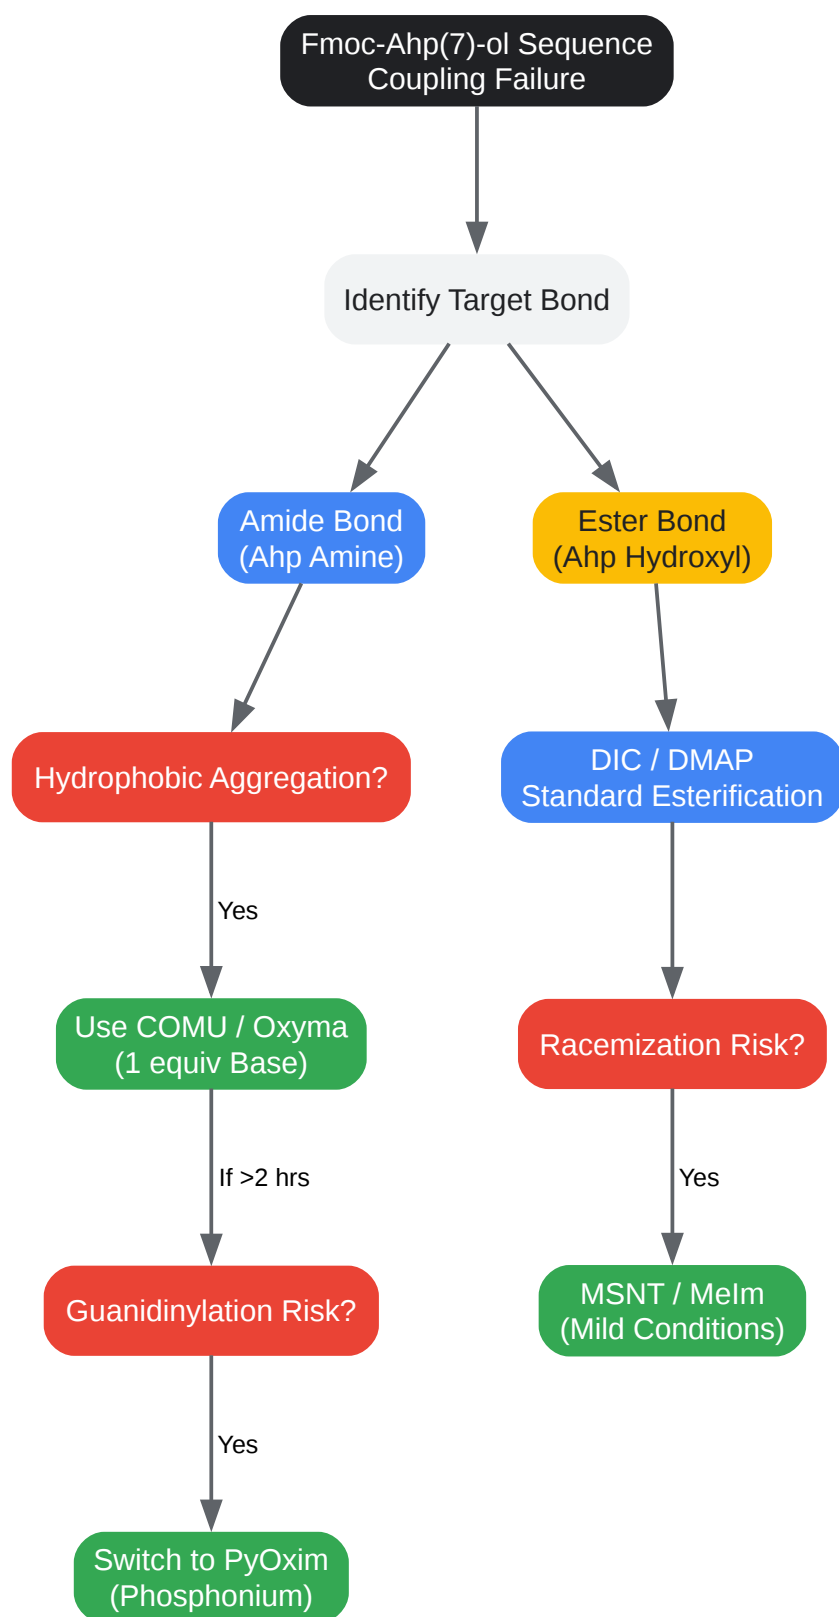 Fmoc-Ahp(7)-ol Sequence
Coupling Failure
Identify Target Bond
Amide Bond
(Ahp Amine)
Ester Bond
(Ahp Hydroxyl)
Hydrophobic Aggregation?
DIC / DMAP
Standard Esterification
Yes
Use COMU / Oxyma
(1 equiv Base)
Racemization Risk?
If >2 hrs
Yes
Guanidinylation Risk?
MSNT / MeIm
(Mild Conditions)
Yes
Switch to PyOxim
(Phosphonium)